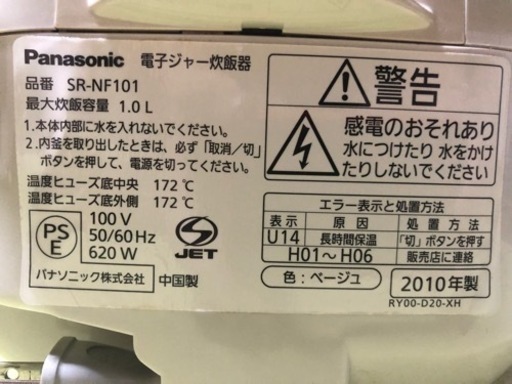 Panasonic 電子ジャー炊飯器
品番 SR-NF101
最大炊飯容量 1.0 L
1.本体内部に水を入れないでください。
2.内釜を取り出したときは、必ず「取消／切」
ボタンを押して、電源を切ってください。
温度ヒューズ底中央 172 ℃
温度ヒューズ底外側 172 ℃
PS
E
100 V
50/60 Hz
620 W
S
JET
パナソニック株式会社 中国製
警告
感電のおそれあり
水につけたり 水をかけ
たりしないでください
エラー表示と処置方法
表示 原因 処置方法
U14 長時間保温 「切」ボタンを押す
H01～H06 販売店に連絡
色：ベージュ 2010年製
RY00-D20-XH